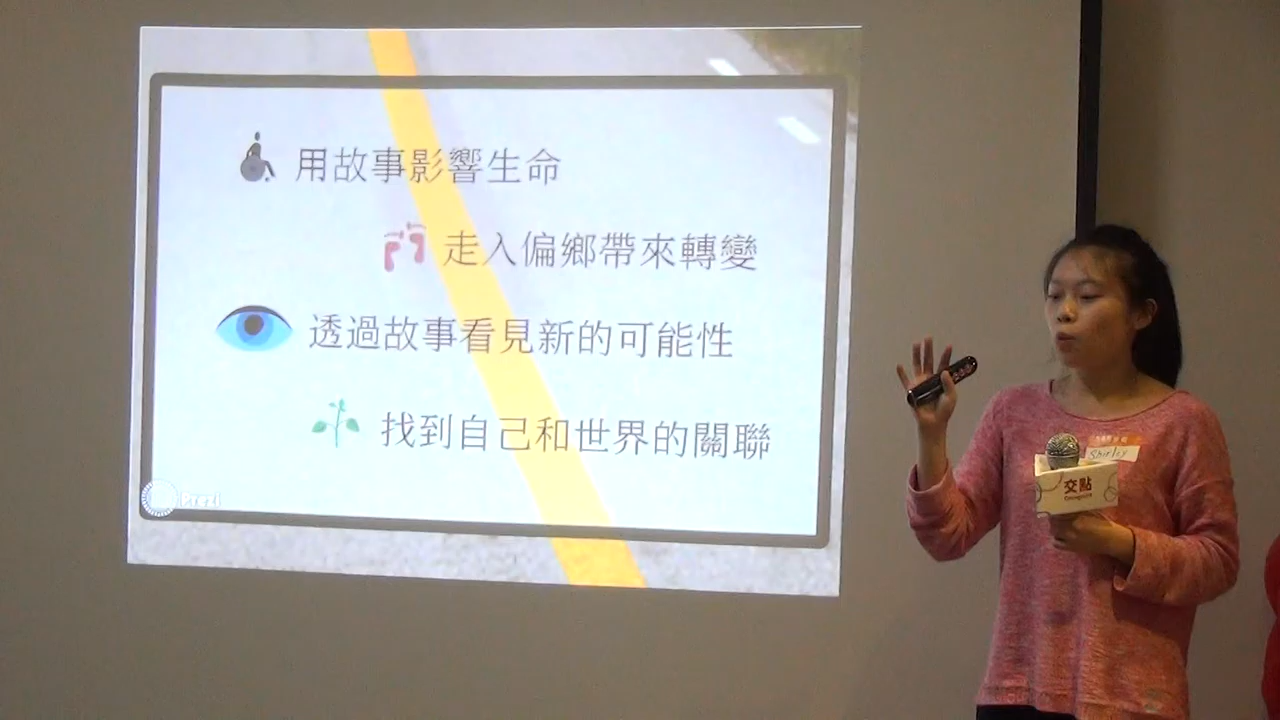 用故事影響生命
走入偏鄉帶來轉變
透過故事看見新的可能性
找到自己和世界的關聯
Prezi
Shirley
交點